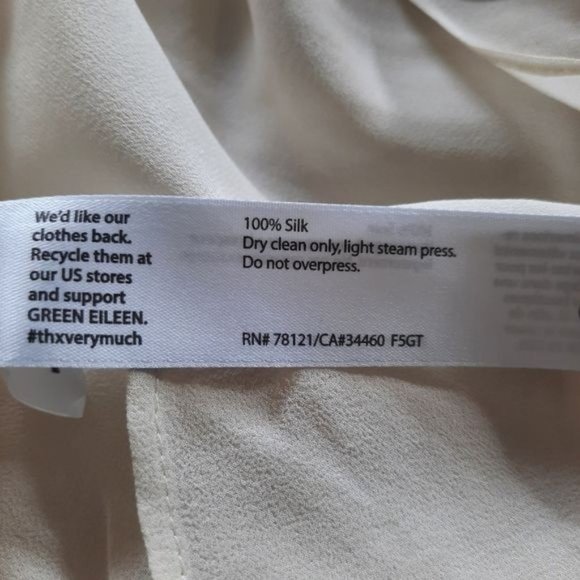 We'd like our
clothes back.
Recycle them at
our US stores
and support
GREEN EILEEN.
#thxverymuch
100% Silk
Dry clean only, light steam press.
Do not overpress.
RN# 78121/CA#34460 F5GT